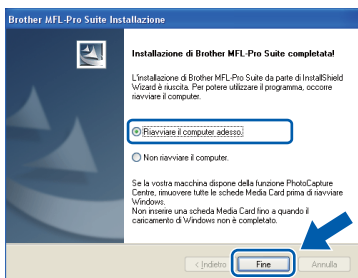 Brother MFL-Pro Suite Installazione
Installazione di Brother MFL-Pro Suite completata!
L'installazione di Brother MFL-Pro Suite da parte di InstallShield
Wizard è riuscita. Per potere utilizzare il programma, occorre
riavviare il computer.
Riavviare il computer adesso.
Non riavviare il computer.
Se la vostra macchina dispone della funzione PhotoCapture
Centre, rimuovere tutte le schede Media Card prima di riavviare
Windows.
Non inserire una scheda Media Card fino a quando il
caricamento di Windows non è completato.
< Indietro
Fine
Annulla